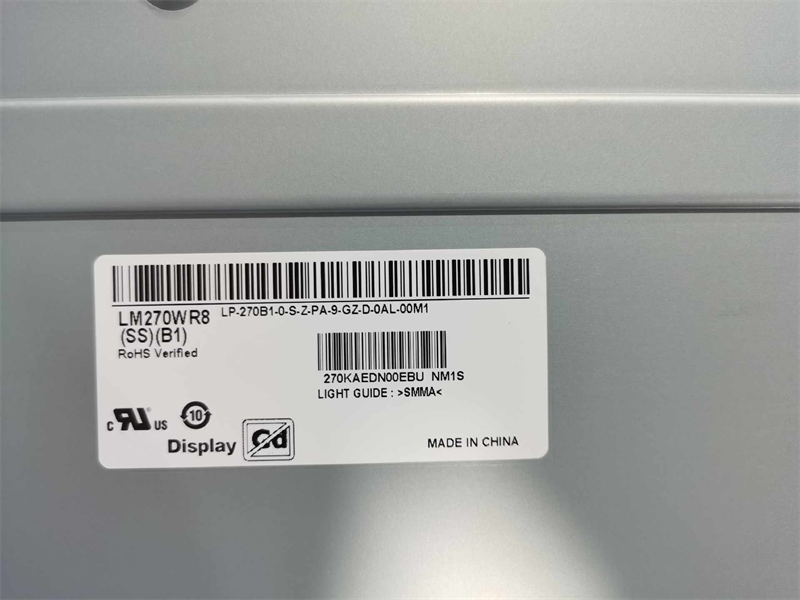 LM270WR8 LP-270B1-0-S-Z-PA-9-GZ-D-0AL-00M1
(SS)(B1)
RoHS Verified
270KAEDN00EBU NM1S
LIGHT GUIDE : >SMMA<
c RU US 10
Display Cd
MADE IN CHINA